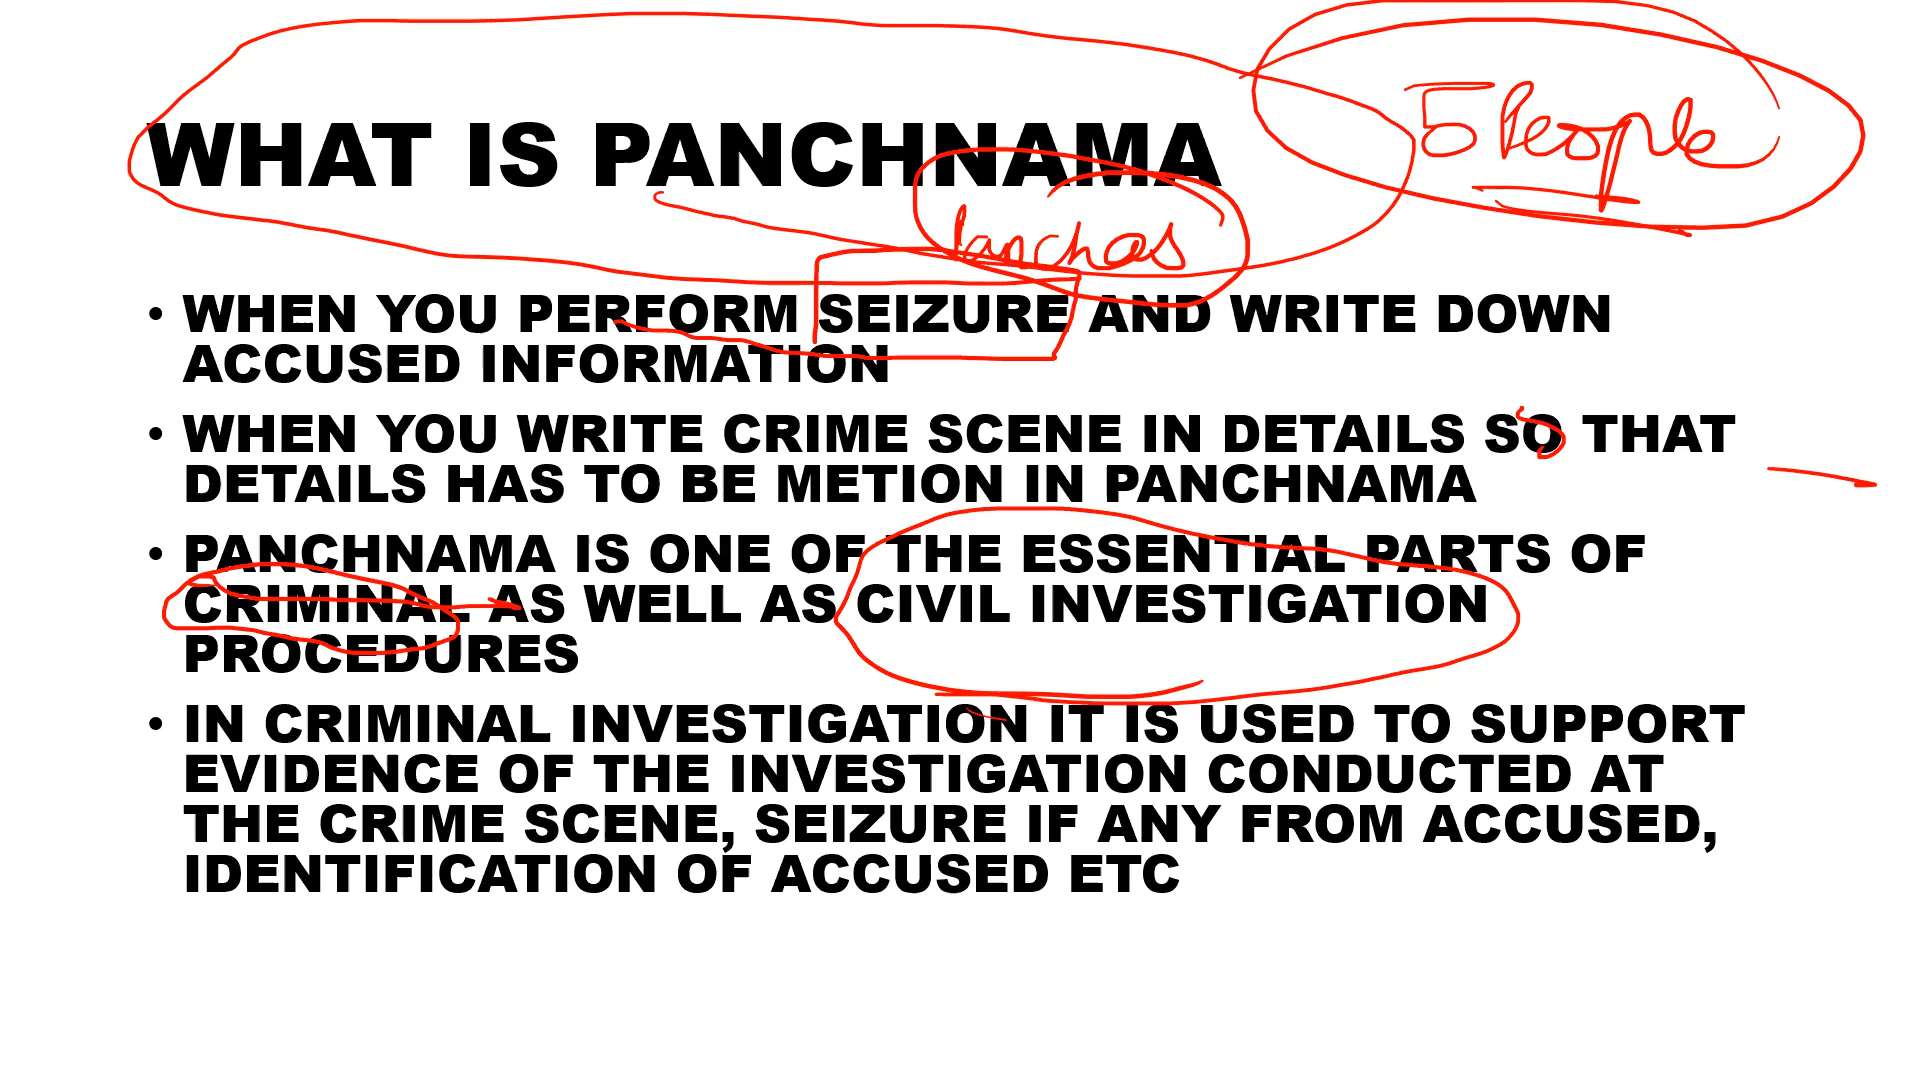 WHAT IS PANCHNAMA
5 People
Panchas
• WHEN YOU PERFORM SEIZURE AND WRITE DOWN
ACCUSED INFORMATION
• WHEN YOU WRITE CRIME SCENE IN DETAILS SO THAT
DETAILS HAS TO BE METION IN PANCHNAMA
• PANCHNAMA IS ONE OF THE ESSENTIAL PARTS OF
CRIMINAL AS WELL AS CIVIL INVESTIGATION
PROCEDURES
• IN CRIMINAL INVESTIGATION IT IS USED TO SUPPORT
EVIDENCE OF THE INVESTIGATION CONDUCTED AT
THE CRIME SCENE, SEIZURE IF ANY FROM ACCUSED,
IDENTIFICATION OF ACCUSED ETC